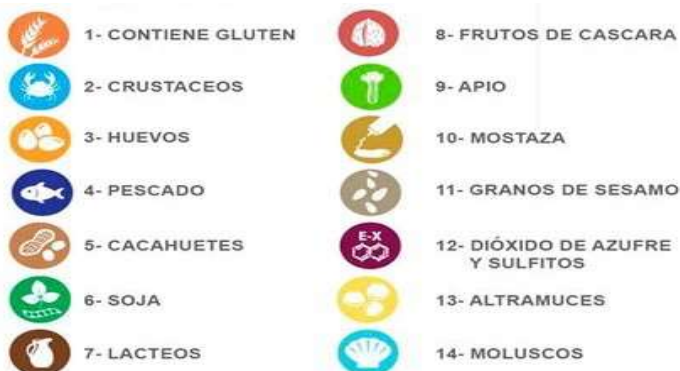 1- CONTIENE GLUTEN
2- CRUSTACEOS
3- HUEVOS
4- PESCADO
5- CACAHUETES
6- SOJA
7- LACTEOS
8- FRUTOS DE CASCARA
9- APIO
10- MOSTAZA
11- GRANOS DE SESAMO
E-X
12- DIÓXIDO DE AZUFRE
Y SULFITOS
13- ALTRAMUCES
14- MOLUSCOS